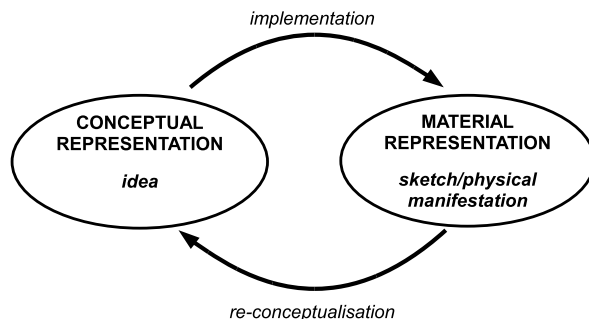 implementation
CONCEPTUAL
REPRESENTATION
idea
MATERIAL
REPRESENTATION
sketch/physical
manifestation
re-conceptualisation